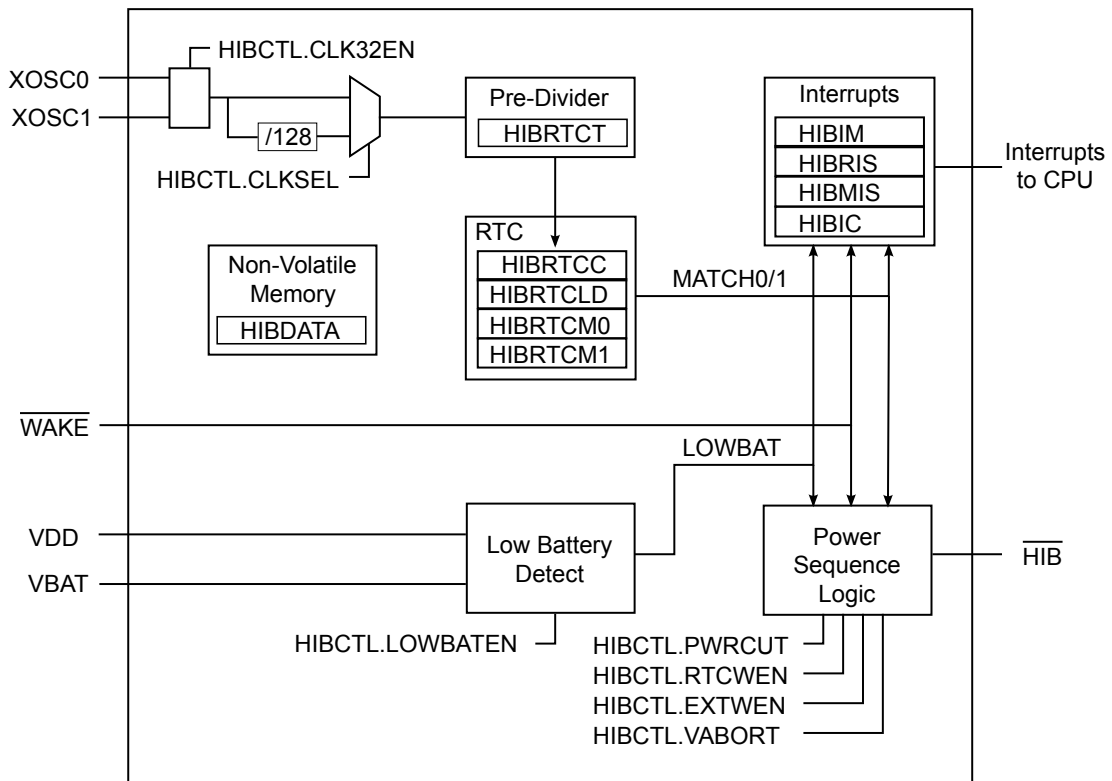 HIBCTL.CLK32EN
XOSC0
XOSC1
/128
HIBCTL.CLKSEL
Pre-Divider
HIBRTCT
Interrupts
HIBIM
HIBRIS
HIBMIS
HIBIC
Interrupts
to CPU
RTC
HIBRTCC
HIBRTCLD
HIBRTCM0
HIBRTCM1
MATCH0/1
Non-Volatile
Memory
HIBDATA
WAKE
LOWBAT
VDD
VBAT
Low Battery
Detect
HIBCTL.LOWBATEN
Power
Sequence
Logic
HIB
HIBCTL.PWRCUT
HIBCTL.RTCWEN
HIBCTL.EXTWEN
HIBCTL.VABORT